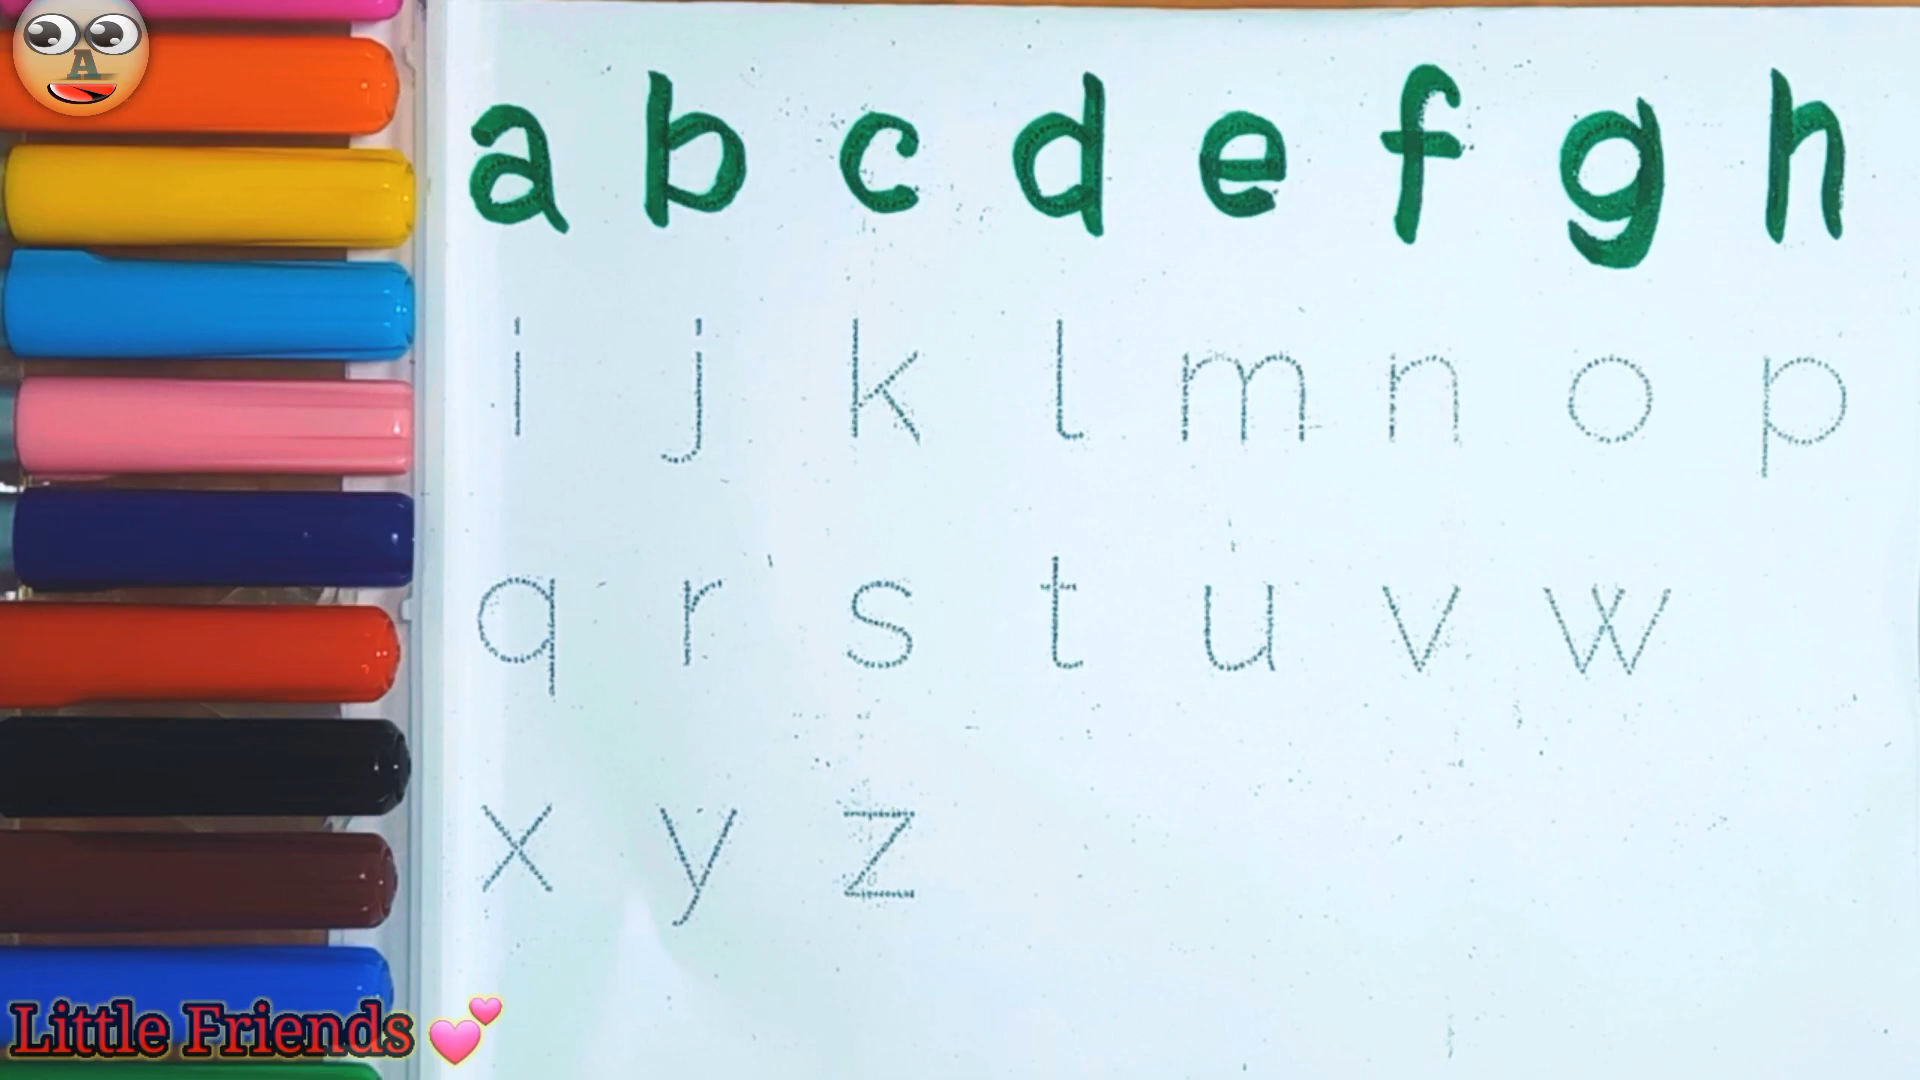 A
a b c d e f g h
i j k l m n o p
q r s t u v w
x y z
Little Friends 💕